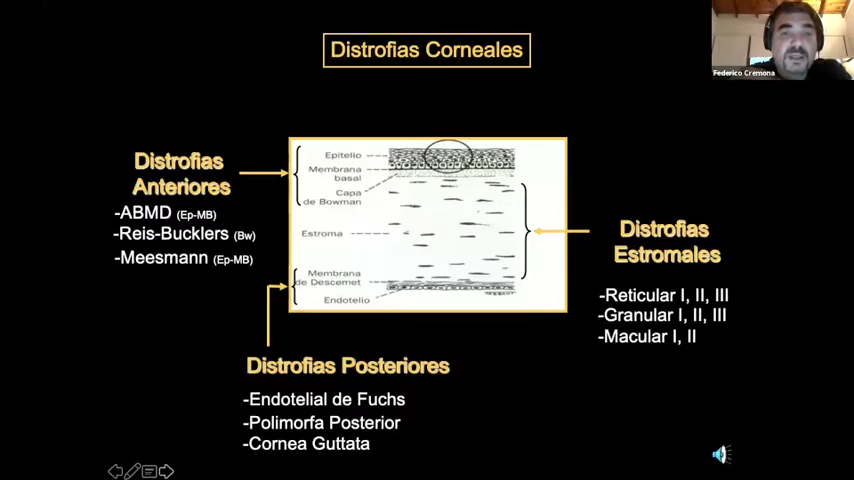 Distrofias Corneales
Federico Cremona
Distrofias
Anteriores
-ABMD (Ep-MB)
-Reis-Bucklers (Bw)
-Meesmann (Ep-MB)
Epitelio
Membrana
basal
Capa
de Bowman
Estroma
Membrana
de Descemet
Endotelio
Distrofias
Estromales
-Reticular I, II, III
-Granular I, II, III
-Macular I, II
Distrofias Posteriores
-Endotelial de Fuchs
-Polimorfa Posterior
-Cornea Guttata